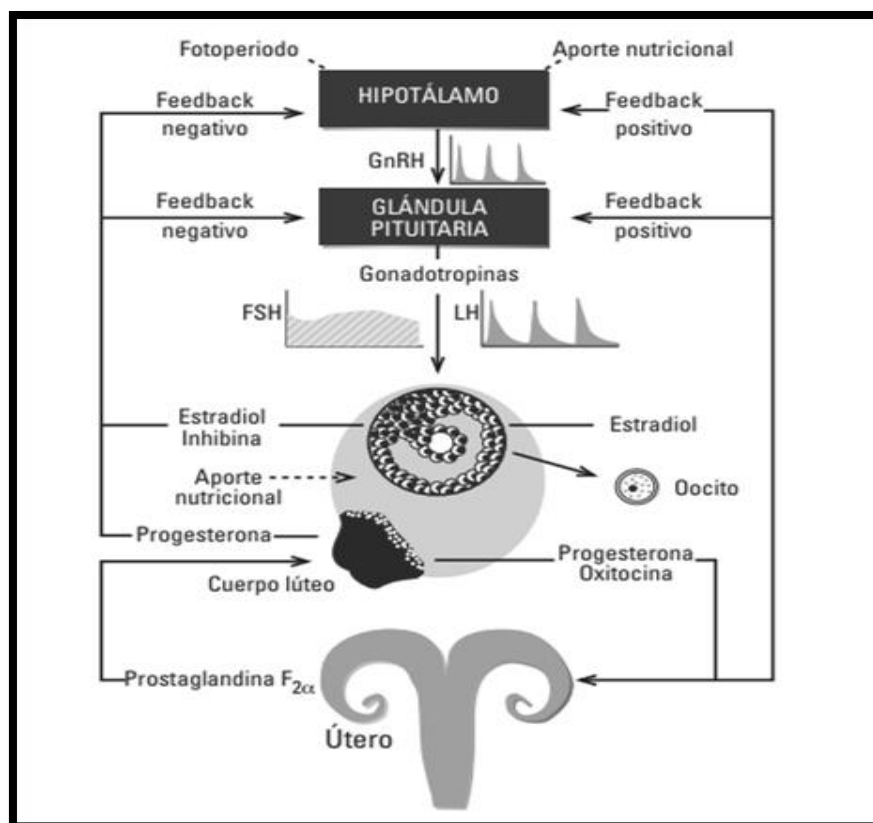 Fotoperiodo
Aporte nutricional
HIPOTÁLAMO
Feedback
negativo
Feedback
positivo
GnRH
GLÁNDULA
PITUITARIA
Feedback
negativo
Feedback
positivo
Gonadotropinas
FSH
LH
Estradiol
Inhibina
Estradiol
Aporte
nutricional
Oocito
Progesterona
Cuerpo lúteo
Progesterona
Oxitocina
Prostaglandina F2α
Útero